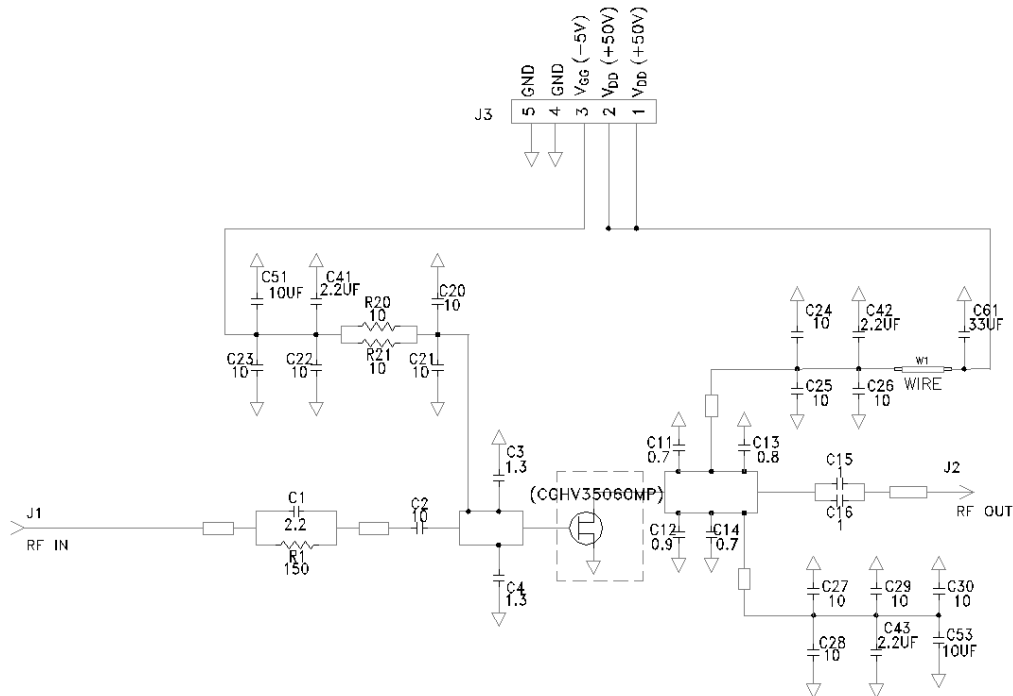 J3
5 GND
4 GND
3 VGG (-5V)
2 VDD (+50V)
1 VDD (+50V)
C51
10UF
C41
2.2UF
R20
10
C20
10
C23
10
C22
10
R21
10
C21
10
C24
10
C42
2.2UF
C61
33UF
W1
WIRE
C25
10
C26
10
C3
1.3
C11
0.7
C13
0.8
(CGHV35060MP)
C15
1
C16
1
J2
RF OUT
J1
RF IN
C1
2.2
R1
150
C2
10
C12
0.9
C14
0.7
C4
1.3
C27
10
C29
10
C30
10
C28
10
C43
2.2UF
C53
10UF